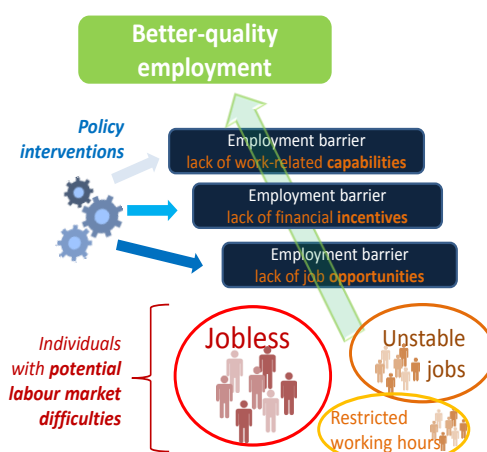 Better-quality
employment
Policy
interventions
Employment barrier
lack of work-related capabilities
Employment barrier
lack of financial incentives
Employment barrier
lack of job opportunities
Individuals
with potential
labour market
difficulties
Jobless
Unstable
jobs
Restricted
working hours